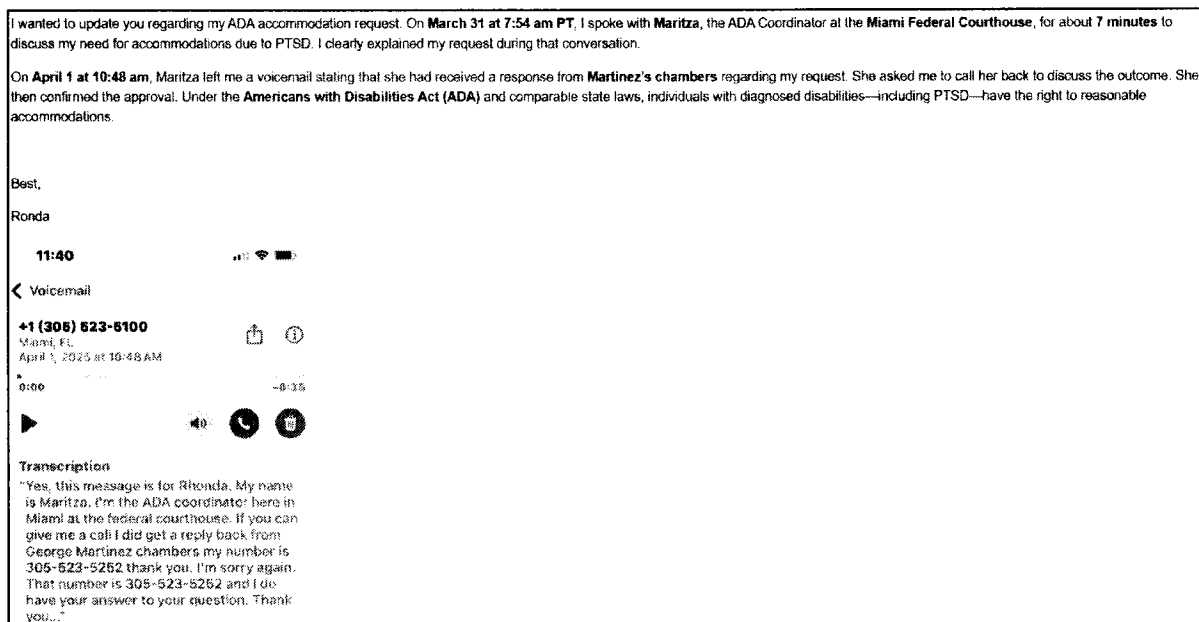 I wanted to update you regarding my ADA accommodation request. On March 31 at 7:54 am PT, I spoke with Maritza, the ADA Coordinator at the Miami Federal Courthouse, for about 7 minutes to
discuss my need for accommodations due to PTSD. I clearly explained my request during that conversation.
On April 1 at 10:48 am, Maritza left me a voicemail stating that she had received a response from Martinez's chambers regarding my request. She asked me to call her back to discuss the outcome. She
then confirmed the approval. Under the Americans with Disabilities Act (ADA) and comparable state laws, individuals with diagnosed disabilities—including PTSD—have the right to reasonable
accommodations.
Best,
Ronda
11:40
Voicemail
+1 (305) 523-5100
Miami, FL
April 1, 2025 at 10:48 AM
0:00
-0:35
Transcription
"Yes, this message is for Rhonda. My name
is Maritza. I'm the ADA coordinator here in
Miami at the federal courthouse. If you can
give me a call I did get a reply back from
George Martinez chambers my number is
305-523-5252 thank you. I'm sorry again.
That number is 305-523-5252 and I do
have your answer to your question. Thank
you..."